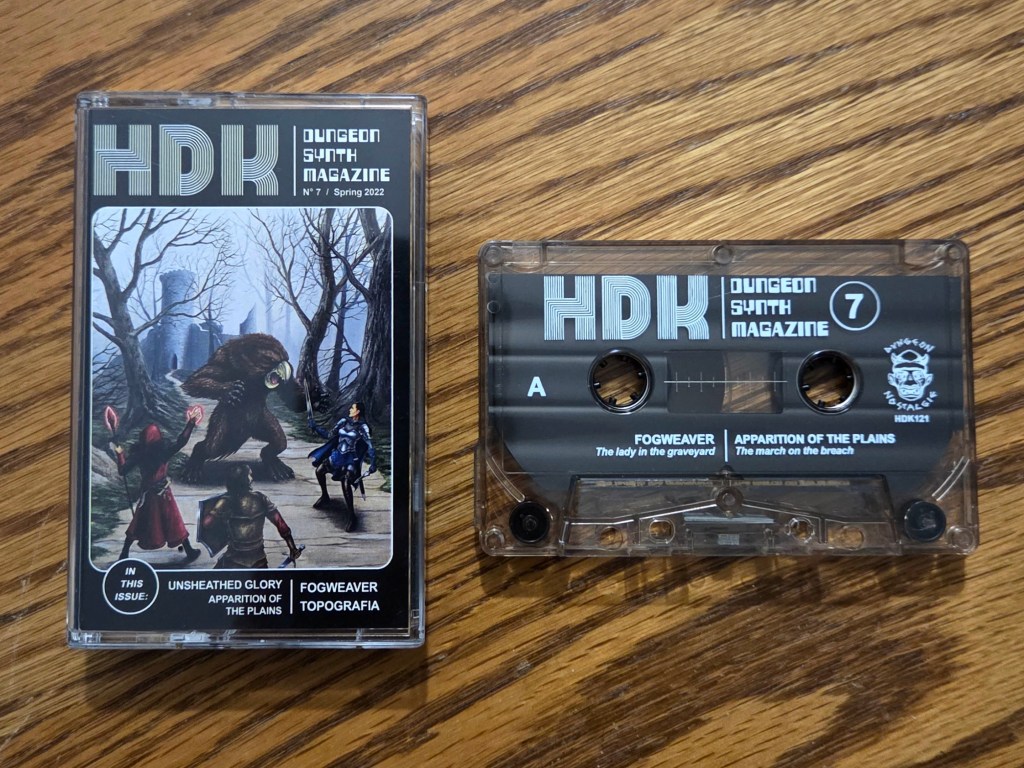 HDK
DUNGEON
SYNTH
MAGAZINE
N° 7 / Spring 2022
IN
THIS
ISSUE:
UNSHEATHED GLORY
APPARITION OF
THE PLAINS
FOGWEAVER
TOPOGRAFIA
HDK
DUNGEON
SYNTH
MAGAZINE
7
A
DUNGEON
NOSTALGIE
HDK121
FOGWEAVER
The lady in the graveyard
APPARITION OF THE PLAINS
The march on the breach